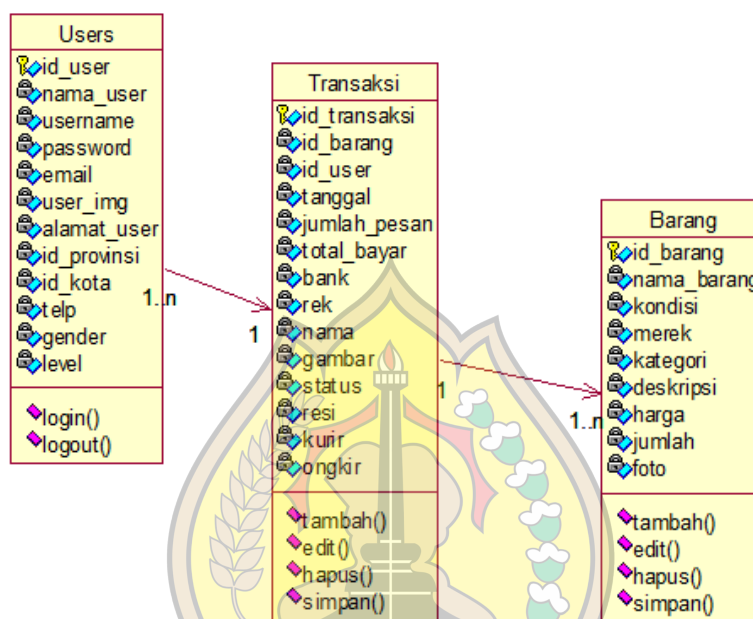 Users
id_user
nama_user
username
password
email
user_img
alamat_user
id_provinsi
id_kota
telp
gender
level
login()
logout()
1..n
1
Transaksi
id_transaksi
id_barang
id_user
tanggal
jumlah_pesan
total_bayar
bank
rek
nama
gambar
status
resi
kurir
ongkir
tambah()
edit()
hapus()
simpan()
1
1..n
Barang
id_barang
nama_barang
kondisi
merek
kategori
deskripsi
harga
jumlah
foto
tambah()
edit()
hapus()
simpan()